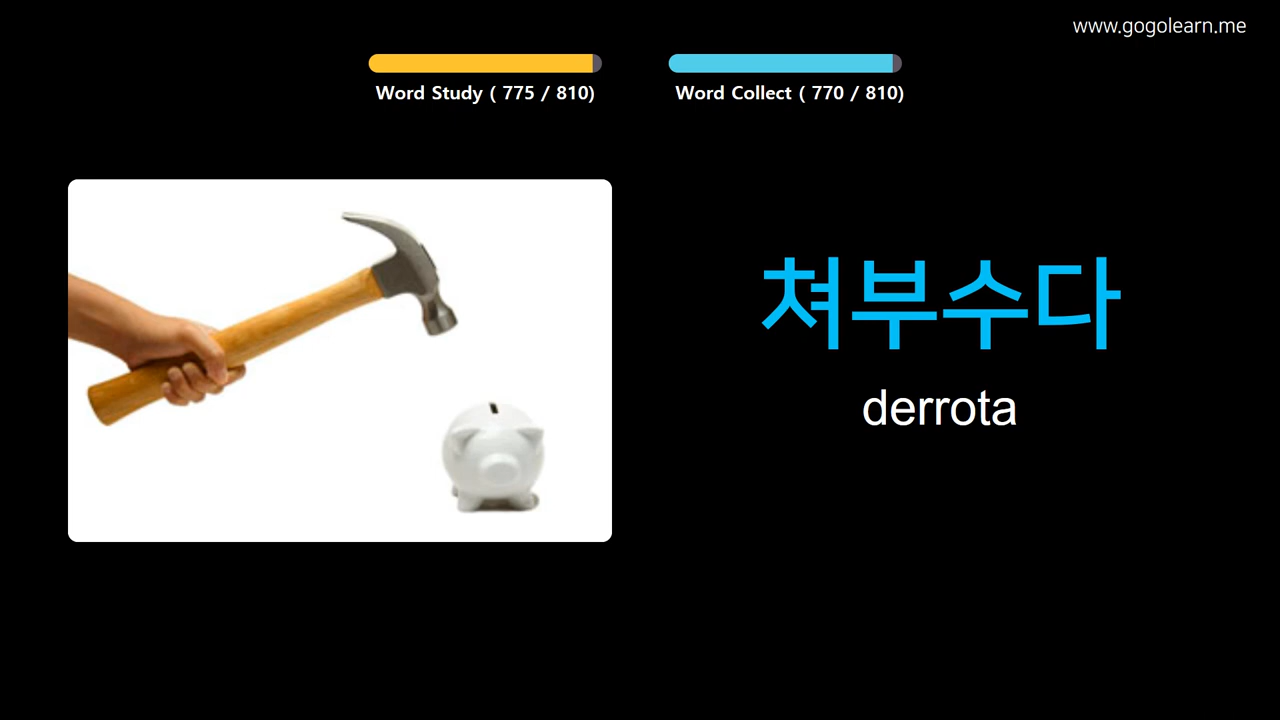 www.gogolearn.me
Word Study ( 775 / 810)
Word Collect ( 770 / 810)
쳐부수다
derrota